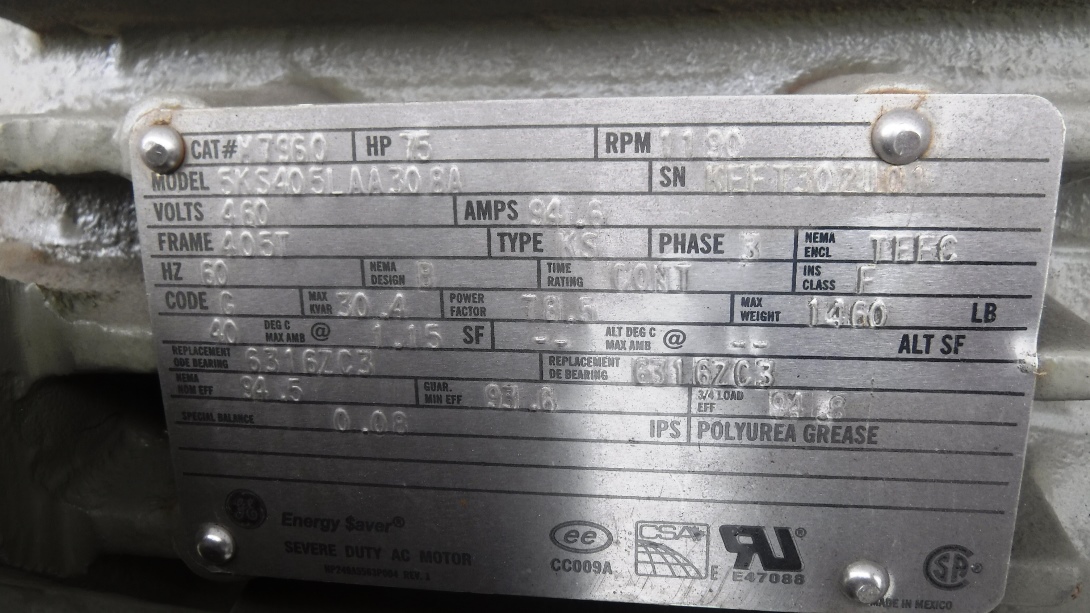 CAT# M7960 HP 75 RPM 1190
MODEL 5KS405LAA308A SN
VOLTS 460 AMPS 94.6
FRAME 405T TYPE KS PHASE 3 NEMA ENCL TEFC
HZ 60 NEMA DESIGN B TIME RATING CONT INS CLASS F
CODE G MAX KVAR 30.4 POWER FACTOR 78.5 MAX WEIGHT 1460 LB
40 DEG C MAX AMB @ 1.15 SF -- ALT DEG C MAX AMB @ -- ALT SF
REPLACEMENT ODE BEARING 6316ZC3 REPLACEMENT DE BEARING 6316ZC3
NEMA NOM EFF 94.5 GUAR. MIN EFF 93.6 3/4 LOAD EFF 94.8
SPECIAL BALANCE 0.08 IPS POLYUREA GREASE
GE Energy $aver®
SEVERE DUTY AC MOTOR
ee
CC009A
CSA E
E47088
MADE IN MEXICO